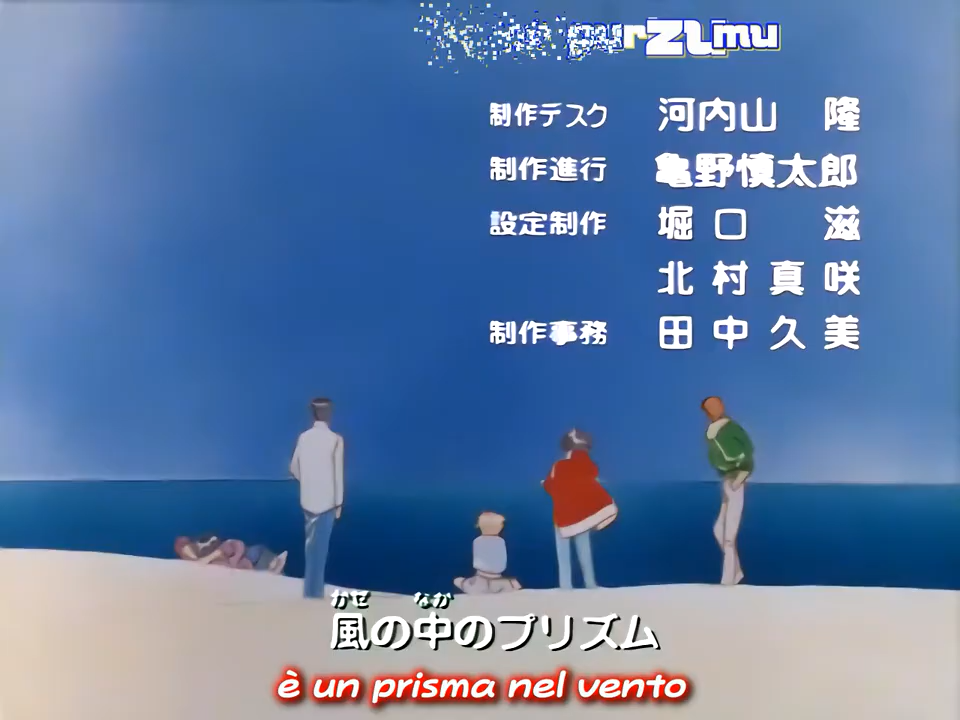 purizumu
制作デスク 河内山 隆
制作進行 亀野慎太郎
設定制作 堀口 滋
北村真咲
制作事務 田中久美
かぜ なか
風の中のプリズム
è un prisma nel vento